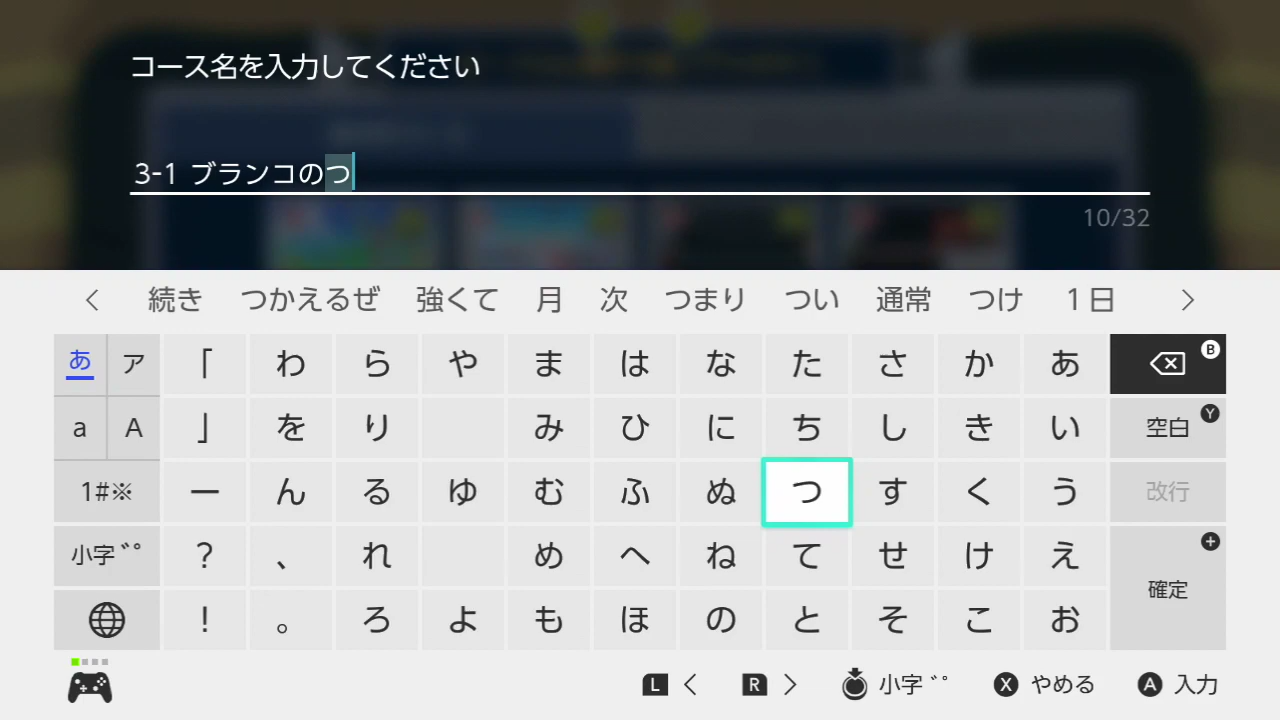 コース名を入力してください
3-1 ブランコのつ
10/32
続き つかえるぜ 強くて 月 次 つまり つい 通常 つけ 1日
あ ア 「 わ ら や ま は な た さ か あ B
a A 」 を り み ひ に ち し き い 空白 Y
1#※ ー ん る ゆ む ふ ぬ つ す く う 改行
小字 ゛゜ ? 、 れ め へ ね て せ け え +
! 。 ろ よ も ほ の と そ こ お 確定
L R 小字 ゛゜ X やめる A 入力